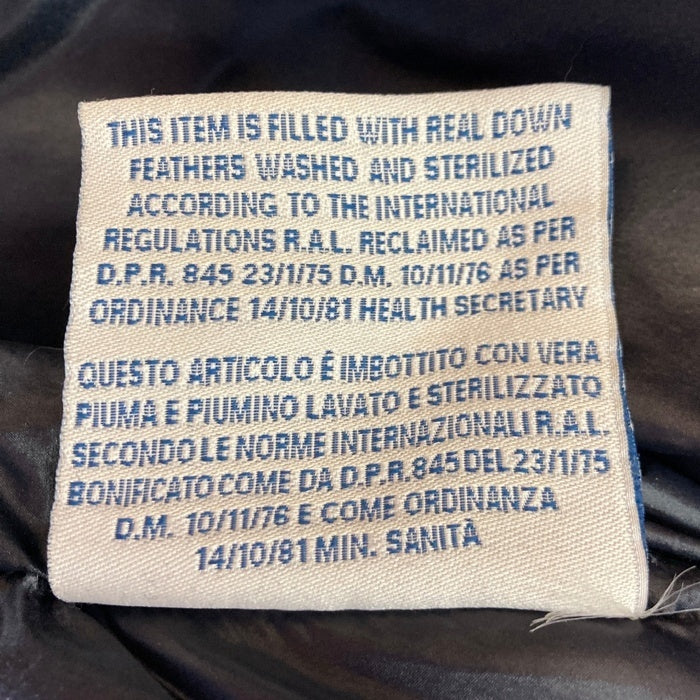 THIS ITEM IS FILLED WITH REAL DOWN
FEATHERS WASHED AND STERILIZED
ACCORDING TO THE INTERNATIONAL
REGULATIONS R.A.L. RECLAIMED AS PER
D.P.R. 845 23/1/75 D.M. 10/11/76 AS PER
ORDINANCE 14/10/81 HEALTH SECRETARY
QUESTO ARTICOLO É IMBOTTITO CON VERA
PIUMA E PIUMINO LAVATO E STERILIZZATO
SECONDO LE NORME INTERNAZIONALI R.A.L.
BONIFICATO COME DA D.P.R. 845 DEL 23/1/75
D.M. 10/11/76 E COME ORDINANZA
14/10/81 MIN. SANITÀ